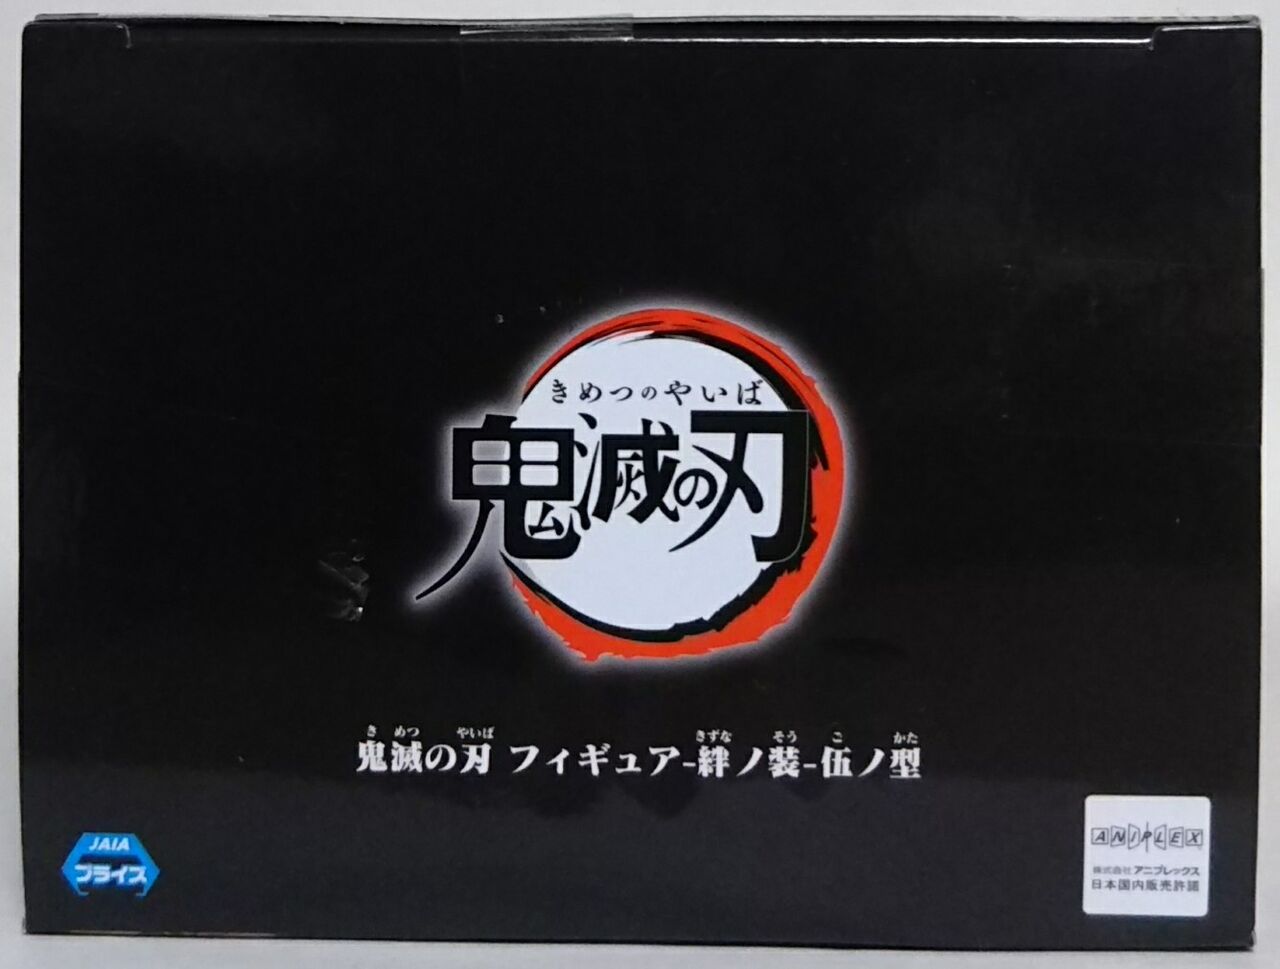 きめつのやいば
鬼滅の刃
き めつ やいば きずな そう ご かた
鬼滅の刃 フィギュア-絆ノ装-伍ノ型
JAIA
プライズ
ANIPLEX
株式会社 アニプレックス
日本国内販売許諾